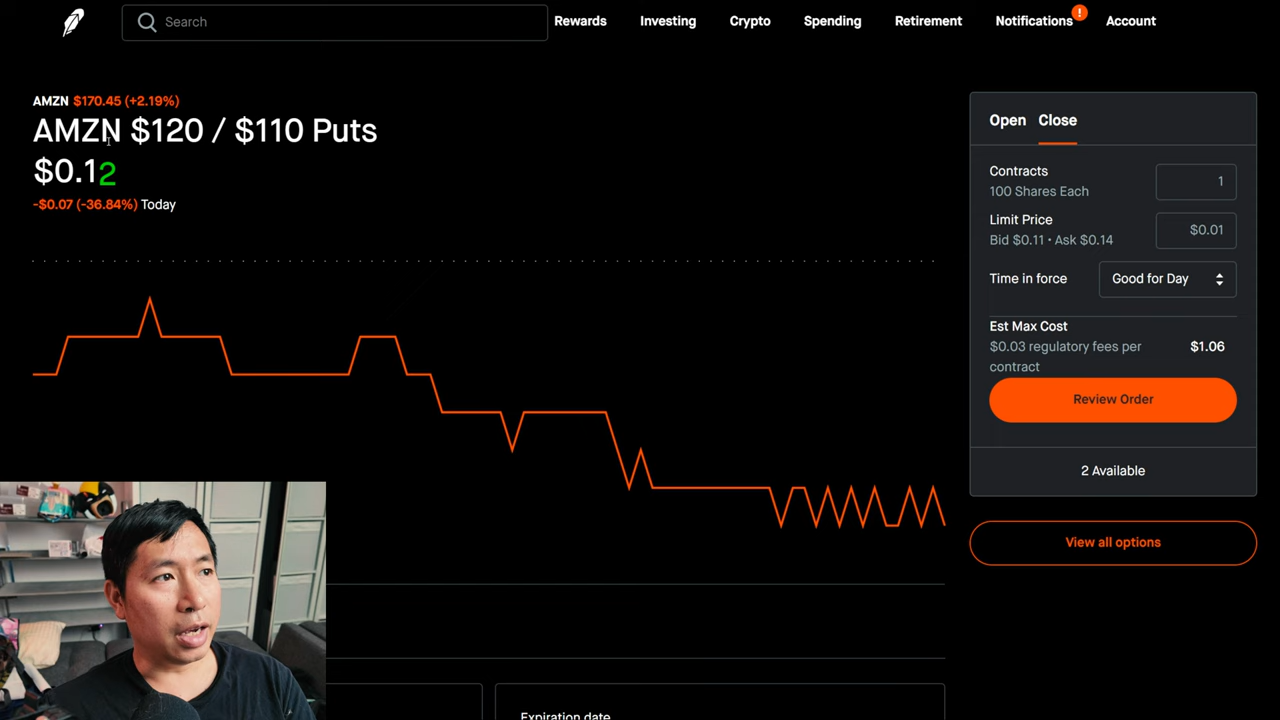 Search
Rewards
Investing
Crypto
Spending
Retirement
Notifications
!
Account
AMZN $170.45 (+2.19%)
AMZN $120 / $110 Puts
$0.12
-$0.07 (-36.84%) Today
Open
Close
Contracts
100 Shares Each
1
Limit Price
Bid $0.11 • Ask $0.14
$0.01
Time in force
Good for Day
Est Max Cost
$0.03 regulatory fees per
contract
$1.06
Review Order
2 Available
View all options
Expiration date